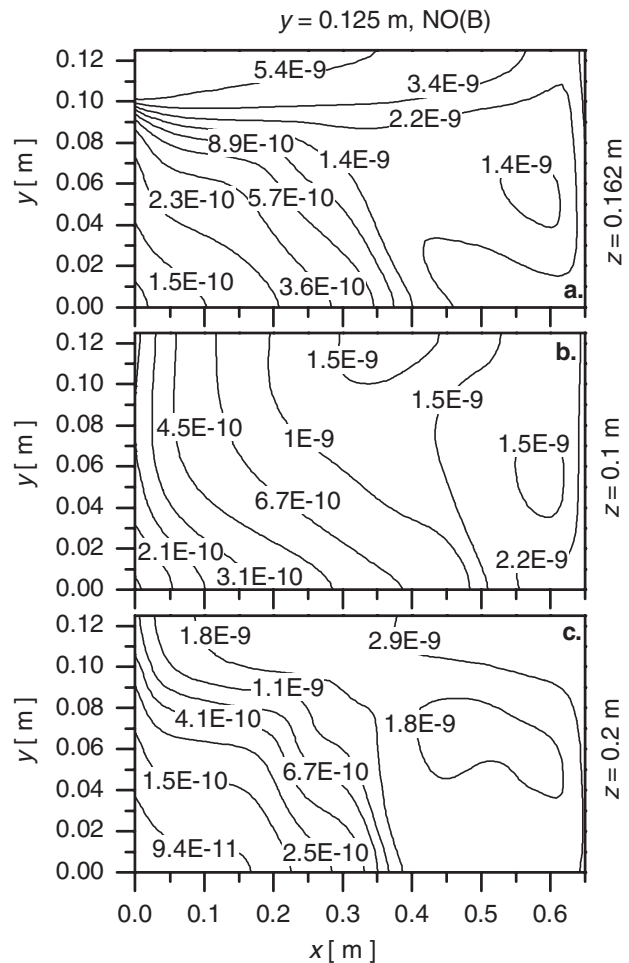 y = 0.125 m, NO(B)
0.12
0.10
0.08
0.06
0.04
0.02
0.00
y [ m ]
5.4E-9
3.4E-9
2.2E-9
8.9E-10
1.4E-9
1.4E-9
2.3E-10
5.7E-10
1.5E-10
3.6E-10
a.
z = 0.162 m
0.12
0.10
0.08
0.06
0.04
0.02
0.00
y [ m ]
b.
1.5E-9
1.5E-9
4.5E-10
1E-9
1.5E-9
6.7E-10
2.1E-10
3.1E-10
2.2E-9
z = 0.1 m
0.12
0.10
0.08
0.06
0.04
0.02
0.00
y [ m ]
c.
1.8E-9
2.9E-9
1.1E-9
4.1E-10
1.8E-9
6.7E-10
1.5E-10
9.4E-11
2.5E-10
z = 0.2 m
0.0 0.1 0.2 0.3 0.4 0.5 0.6
x [ m ]